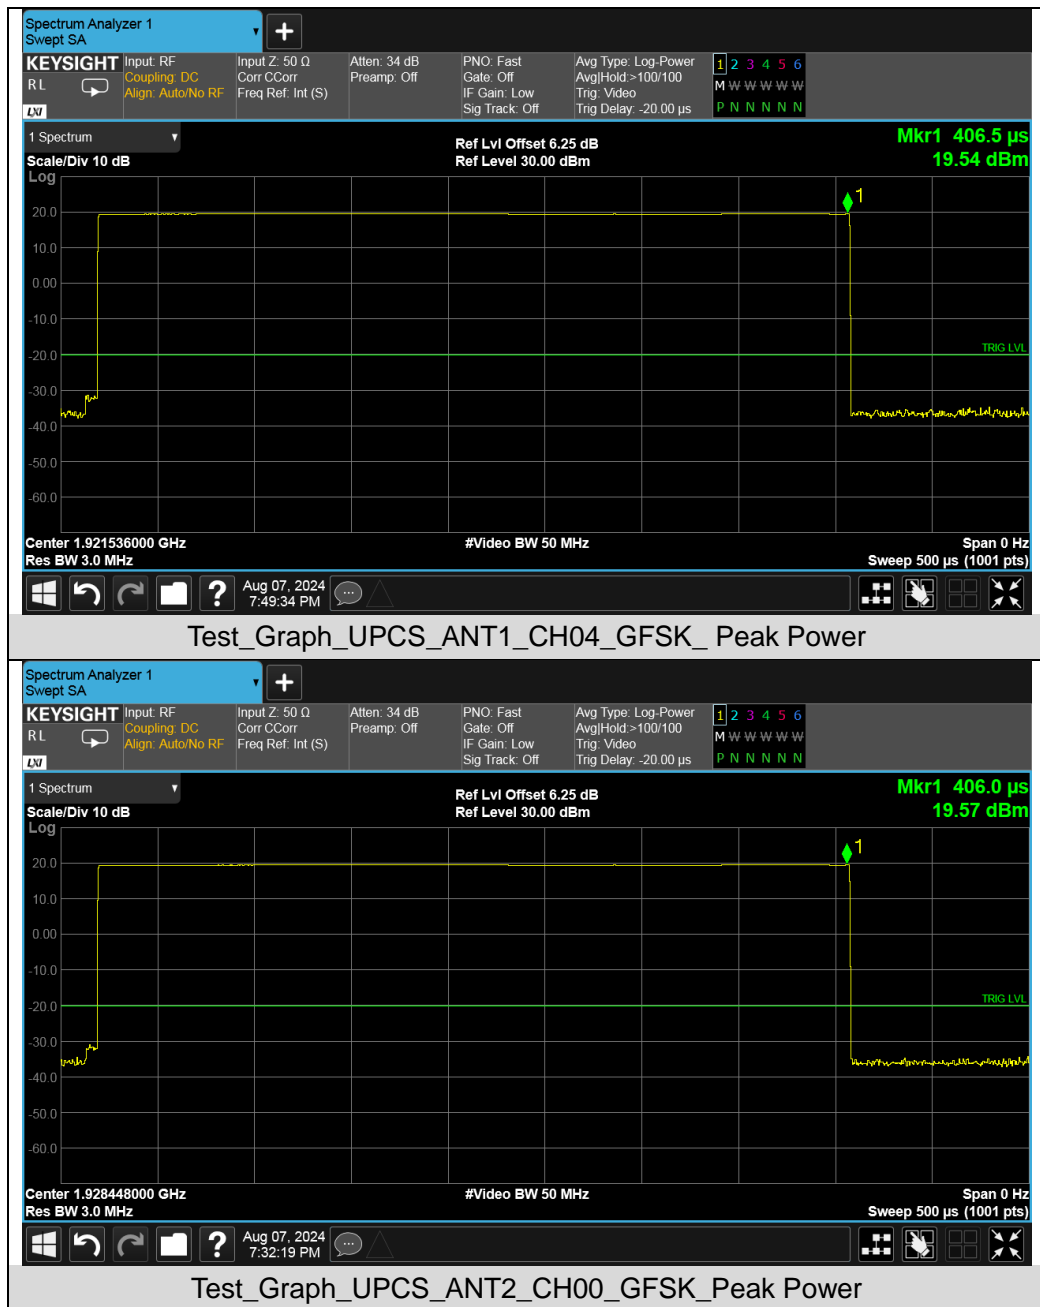 Spectrum Analyzer 1
Swept SA
KEYSIGHT
R L
LXI
Input: RF
Coupling: DC
Align: Auto/No RF
Input Z: 50 Ω
Corr CCorr
Freq Ref: Int (S)
Atten: 34 dB
Preamp: Off
PNO: Fast
Gate: Off
IF Gain: Low
Sig Track: Off
Avg Type: Log-Power
Avg|Hold:>100/100
Trig: Video
Trig Delay: -20.00 µs
1 2 3 4 5 6
M W W W W W
P N N N N N
1 Spectrum
Scale/Div 10 dB
Log
Ref Lvl Offset 6.25 dB
Ref Level 30.00 dBm
Mkr1 406.5 µs
19.54 dBm
1
20.0
10.0
0.00
-10.0
-20.0
TRIG LVL
-30.0
-40.0
-50.0
-60.0
Center 1.921536000 GHz
#Video BW 50 MHz
Span 0 Hz
Res BW 3.0 MHz
Sweep 500 µs (1001 pts)
?
Aug 07, 2024
7:49:34 PM
Test_Graph_UPCS_ANT1_CH04_GFSK_ Peak Power
Spectrum Analyzer 1
Swept SA
KEYSIGHT
R L
LXI
Input: RF
Coupling: DC
Align: Auto/No RF
Input Z: 50 Ω
Corr CCorr
Freq Ref: Int (S)
Atten: 34 dB
Preamp: Off
PNO: Fast
Gate: Off
IF Gain: Low
Sig Track: Off
Avg Type: Log-Power
Avg|Hold:>100/100
Trig: Video
Trig Delay: -20.00 µs
1 2 3 4 5 6
M W W W W W
P N N N N N
1 Spectrum
Scale/Div 10 dB
Log
Ref Lvl Offset 6.25 dB
Ref Level 30.00 dBm
Mkr1 406.0 µs
19.57 dBm
1
20.0
10.0
0.00
-10.0
-20.0
TRIG LVL
-30.0
-40.0
-50.0
-60.0
Center 1.928448000 GHz
#Video BW 50 MHz
Span 0 Hz
Res BW 3.0 MHz
Sweep 500 µs (1001 pts)
?
Aug 07, 2024
7:32:19 PM
Test_Graph_UPCS_ANT2_CH00_GFSK_Peak Power